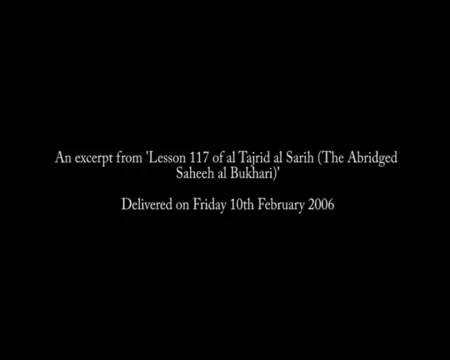 An excerpt from 'Lesson 117 of al Tajrid al Sarih (The Abridged
Saheeh al Bukhari)'
Delivered on Friday 10th February 2006